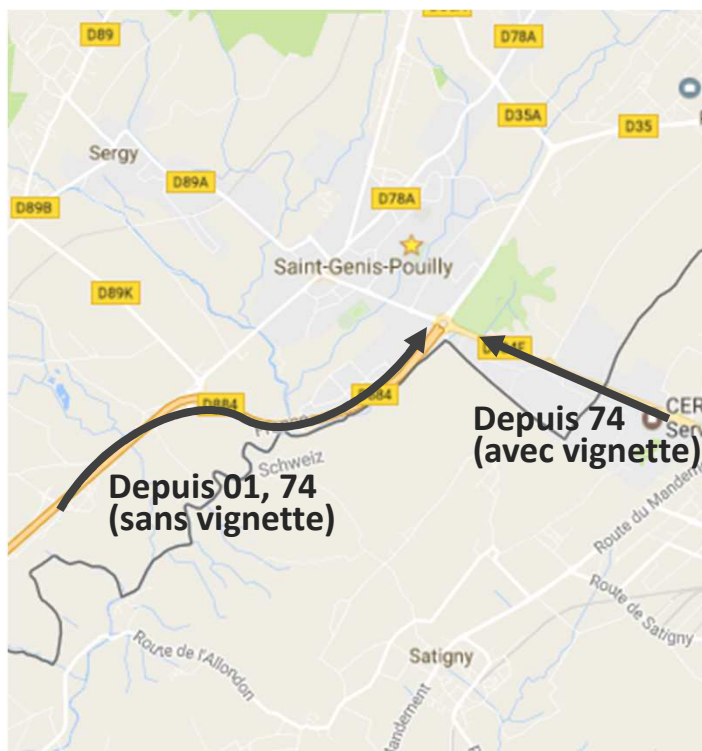 D89
D78A
D35A
D35
Sergy
D89A
D78A
D89B
Saint-Genis-Pouilly
D89K
D884
D884
CER
Serv
Depuis 74
(avec vignette)
Schweiz
Depuis 01, 74
(sans vignette)
Route du Mandement
Route de Satigny
Route de l'Allondon
Satigny